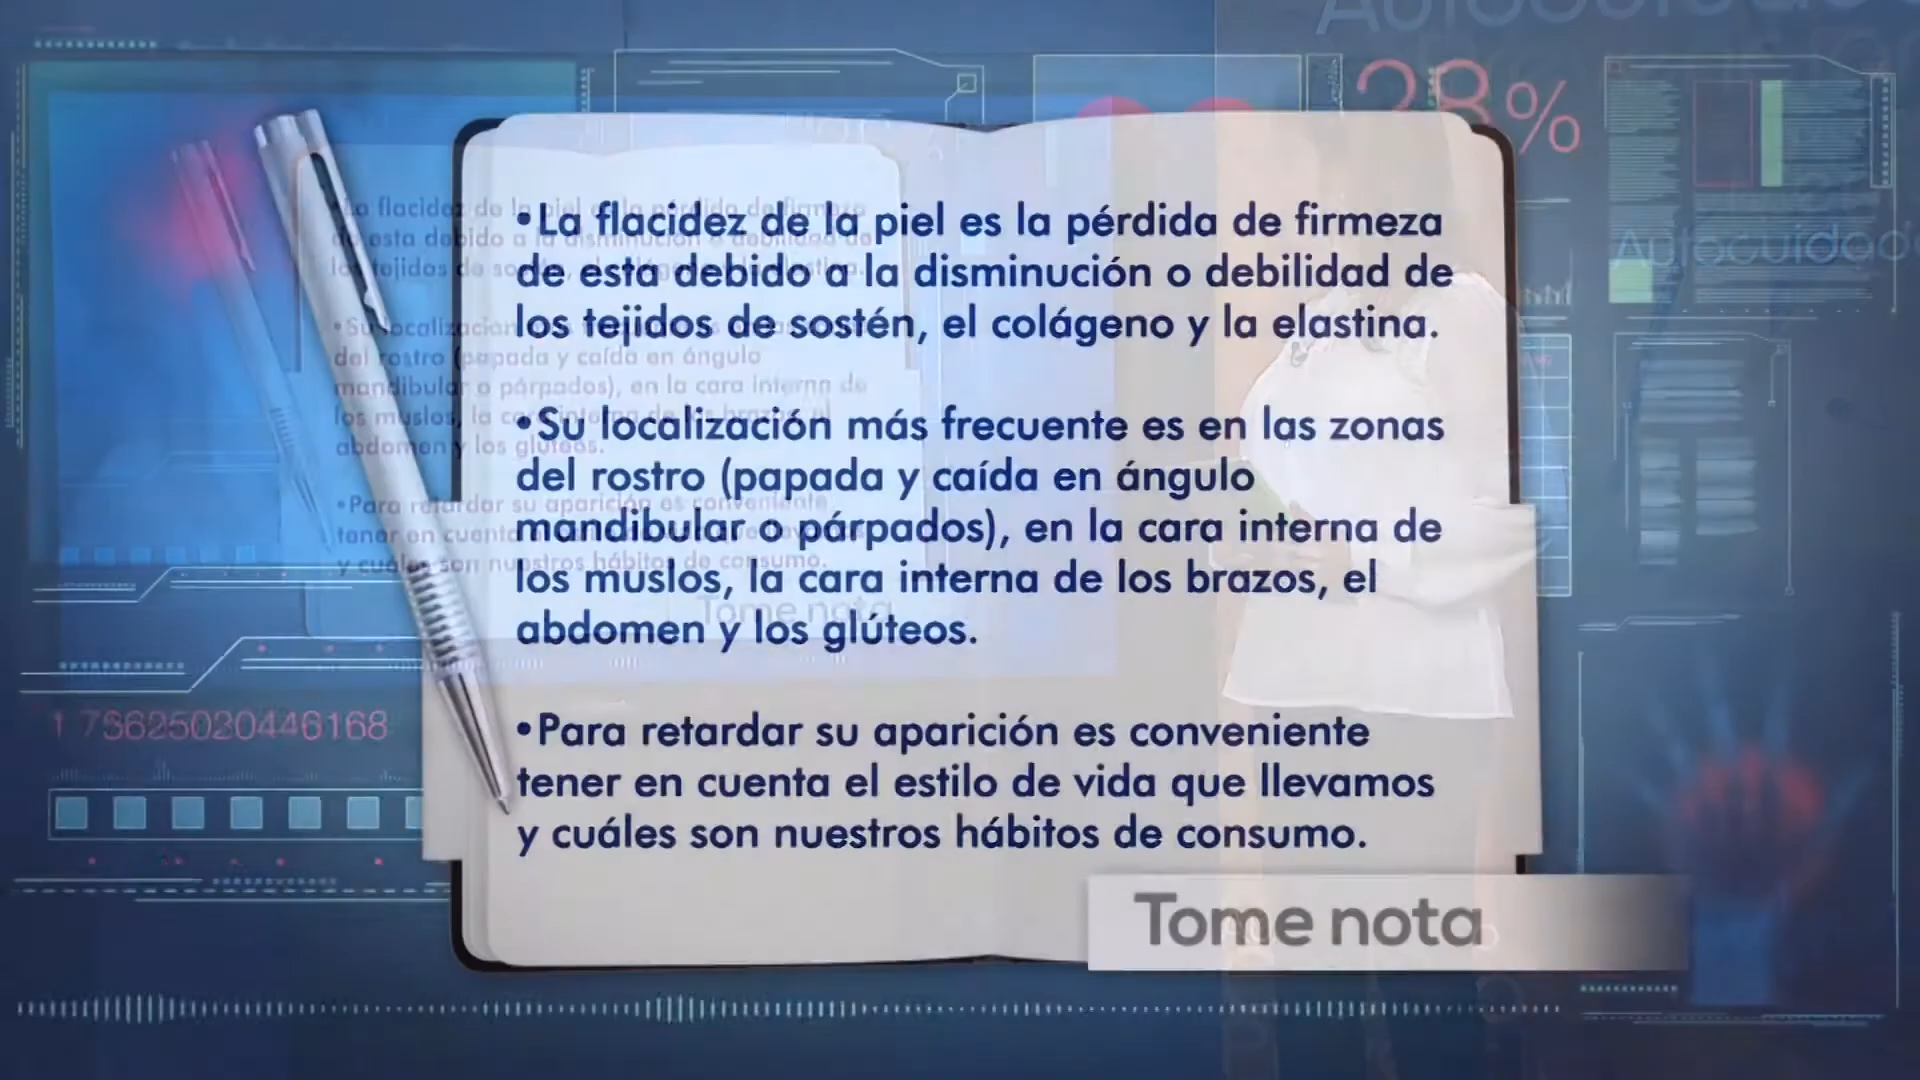 Autocuidado
28%
Autocuidado
•La flacidez de la piel es la pérdida de firmeza
de esta debido a la disminución o debilidad de
los tejidos de sostén, el colágeno y la elastina.
•Su localización más frecuente es en las zonas
del rostro (papada y caída en ángulo
mandibular o párpados), en la cara interna de
los muslos, la cara interna de los brazos, el
abdomen y los glúteos.
•Para retardar su aparición es conveniente
tener en cuenta el estilo de vida que llevamos
y cuáles son nuestros hábitos de consumo.
Tome nota
Tome nota